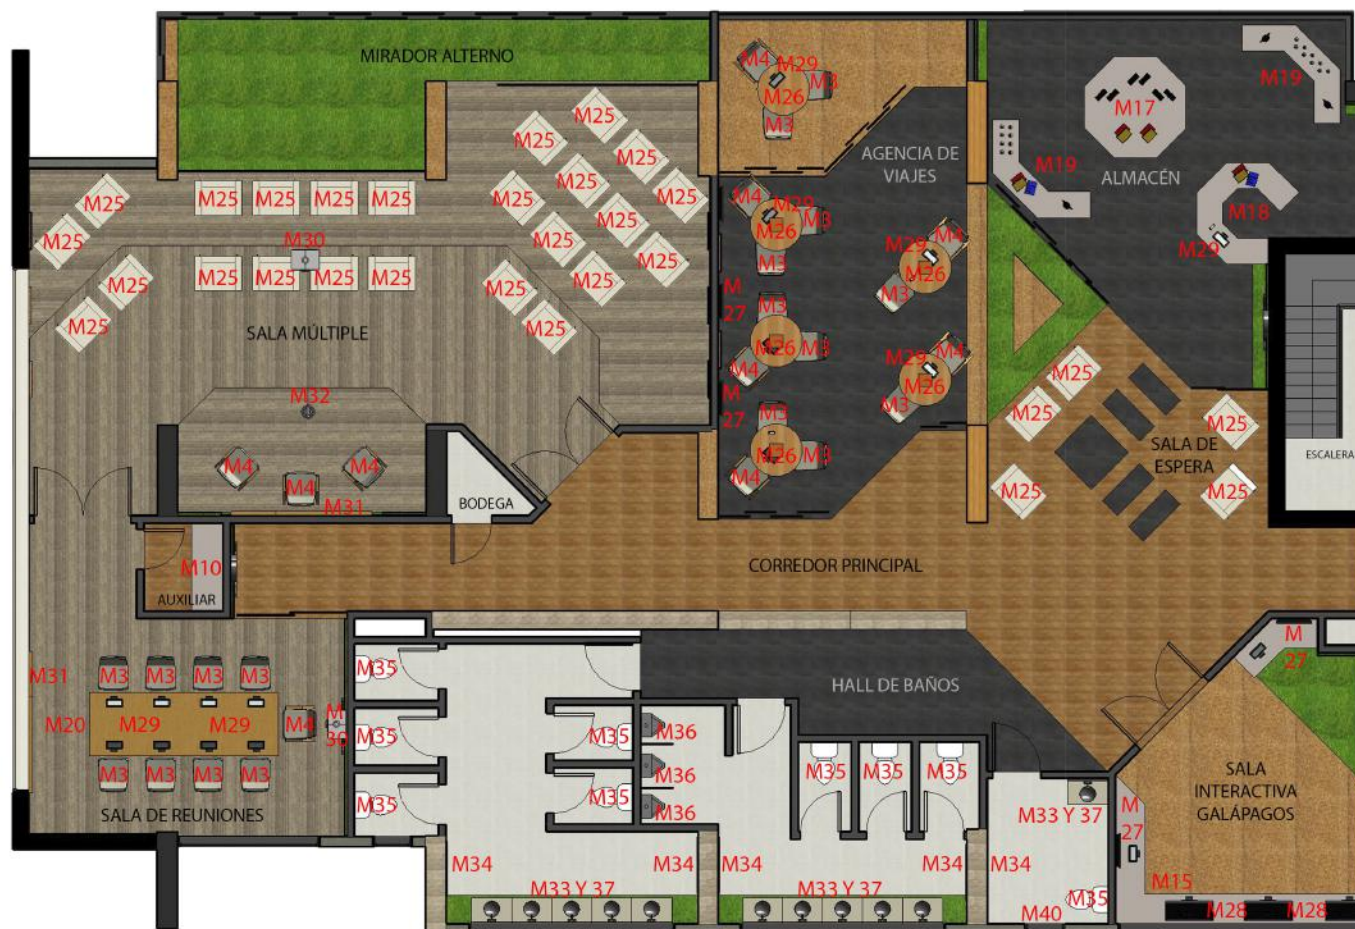 MIRADOR ALTERNO
M4
M29
M3
M26
M3
M19
M17
M25
M25
M25
M25
M25
M25
AGENCIA DE
VIAJES
M19
ALMACÉN
M25
M25
M25
M25
M25
M25
M25
M25
M4
M29
M3
M26
M3
M18
M25
M25
M25
M30
M4
M29
M26
M3
M29
M25
M25
M25
M25
M25
M25
M25
M
27
M25
M25
SALA MÚLTIPLE
M3
M26
M3
M4
M29
M4
M26
M3
M32
M
27
M3
M26
M3
M4
M25
M25
M25
SALA DE
ESPERA
ESCALERA
M4
M4
M4
M31
BODEGA
M25
M25
M10
AUXILIAR
CORREDOR PRINCIPAL
M31
M3
M3
M3
M3
M20
M29
M29
M4
M
30
M3
M3
M3
M3
SALA DE REUNIONES
M35
M35
M35
M35
M35
HALL DE BAÑOS
M36
M36
M36
M35
M35
M35
M
27
SALA
INTERACTIVA
GALÁPAGOS
M33 Y 37
M
27
M34
M34
M34
M34
M34
M33 Y 37
M33 Y 37
M35
M40
M15
M28
M28